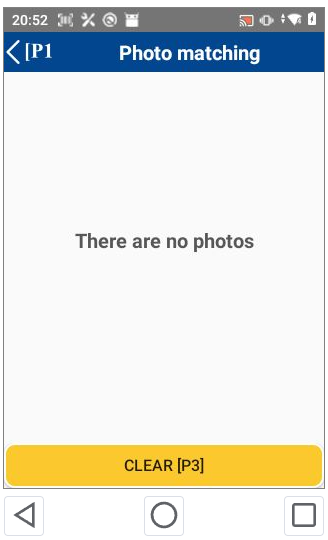 20:52
[P1 Photo matching
There are no photos
CLEAR [P3]